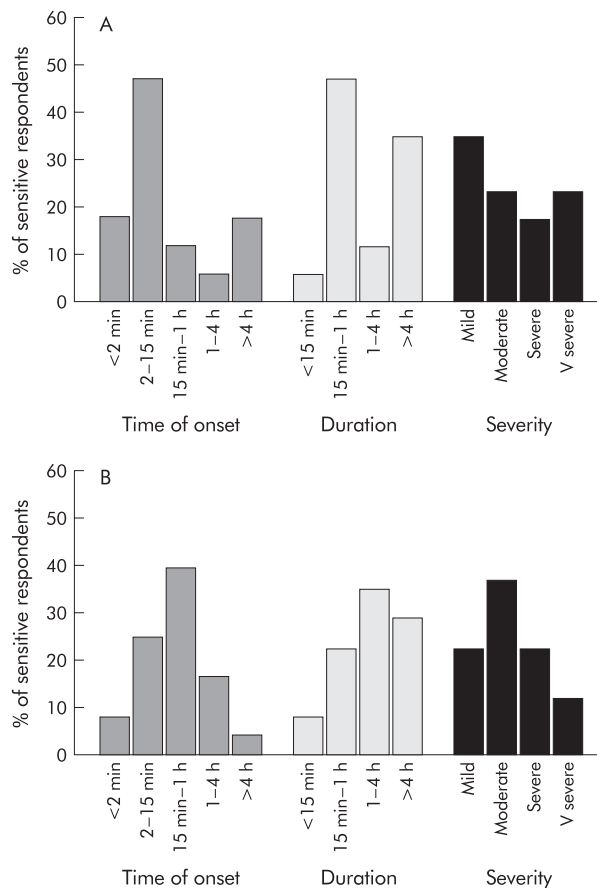 A
% of sensitive respondents
60
50
40
30
20
10
0
<2 min
2–15 min
15 min–1 h
1–4 h
>4 h
<15 min
15 min–1 h
1–4 h
>4 h
Mild
Moderate
Severe
V severe
Time of onset
Duration
Severity
B
% of sensitive respondents
60
50
40
30
20
10
0
<2 min
2–15 min
15 min–1 h
1–4 h
>4 h
<15 min
15 min–1 h
1–4 h
>4 h
Mild
Moderate
Severe
V severe
Time of onset
Duration
Severity